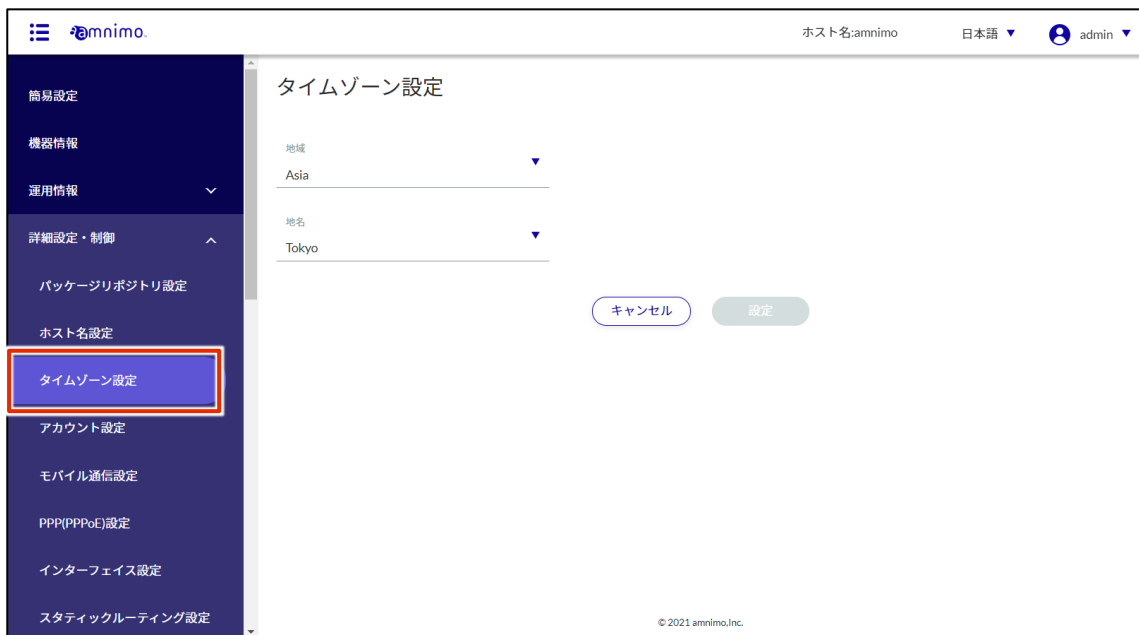 amnimo.
ホスト名:amnimo
日本語
admin
簡易設定
機器情報
運用情報
詳細設定・制御
パッケージリポジトリ設定
ホスト名設定
タイムゾーン設定
アカウント設定
モバイル通信設定
PPP(PPPoE)設定
インターフェイス設定
スタティックルーティング設定
タイムゾーン設定
地域
Asia
地名
Tokyo
キャンセル
設定
© 2021 amnimo,Inc.